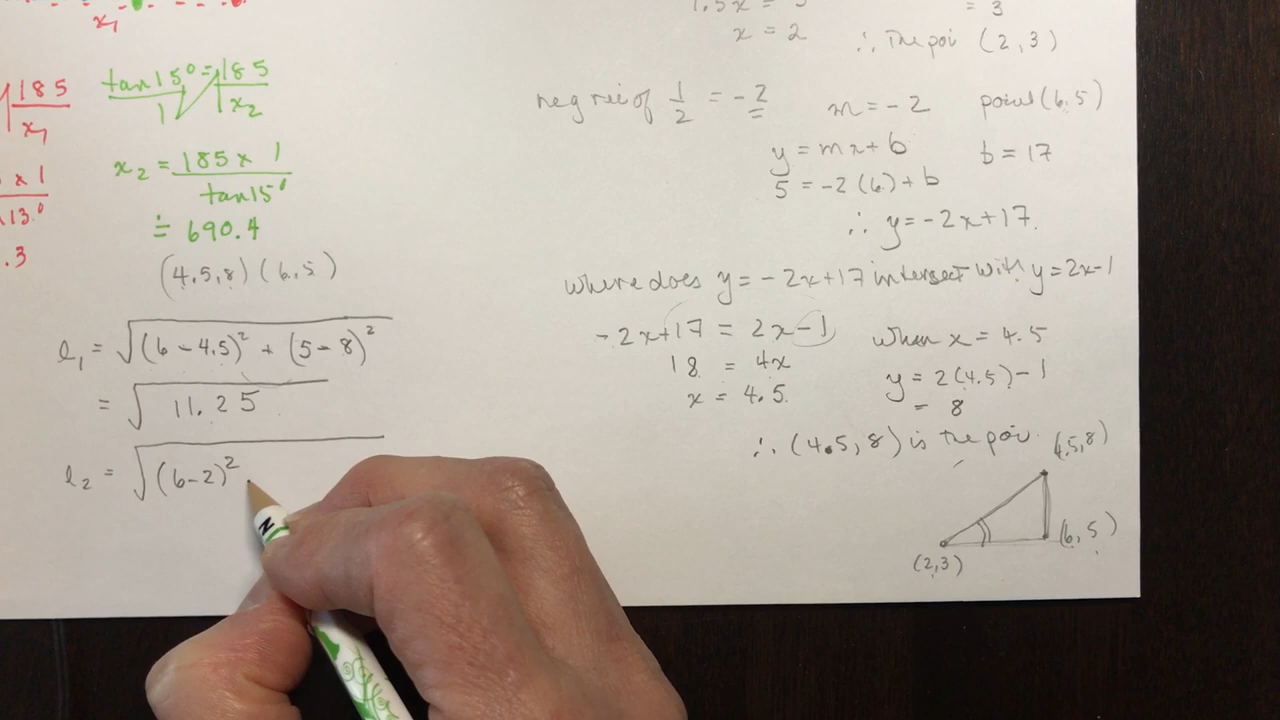 x₁
185
x₁
x 1
13°
.3
tan15° = 185
1 x₂
x₂ = 185 x 1
tan15°
≐ 690.4
(4.5,8) (6,5)
l₁ = √(6-4.5)² + (5-8)²
= √11.25
l₂ = √(6-2)²
N
x = 2
= 3
∴ The poi (2,3)
neg reci of 1/2 = -2
m = -2 point (6,5)
y = mx + b b = 17
5 = -2(6) + b
∴ y = -2x+17.
where does y = -2x+17 intersect with y=2x-1
-2x+17 = 2x-1
18 = 4x
x = 4.5.
when x = 4.5
y = 2(4.5)-1
= 8
∴ (4.5,8) is the poi.
(4.5,8)
(6,5)
(2,3)